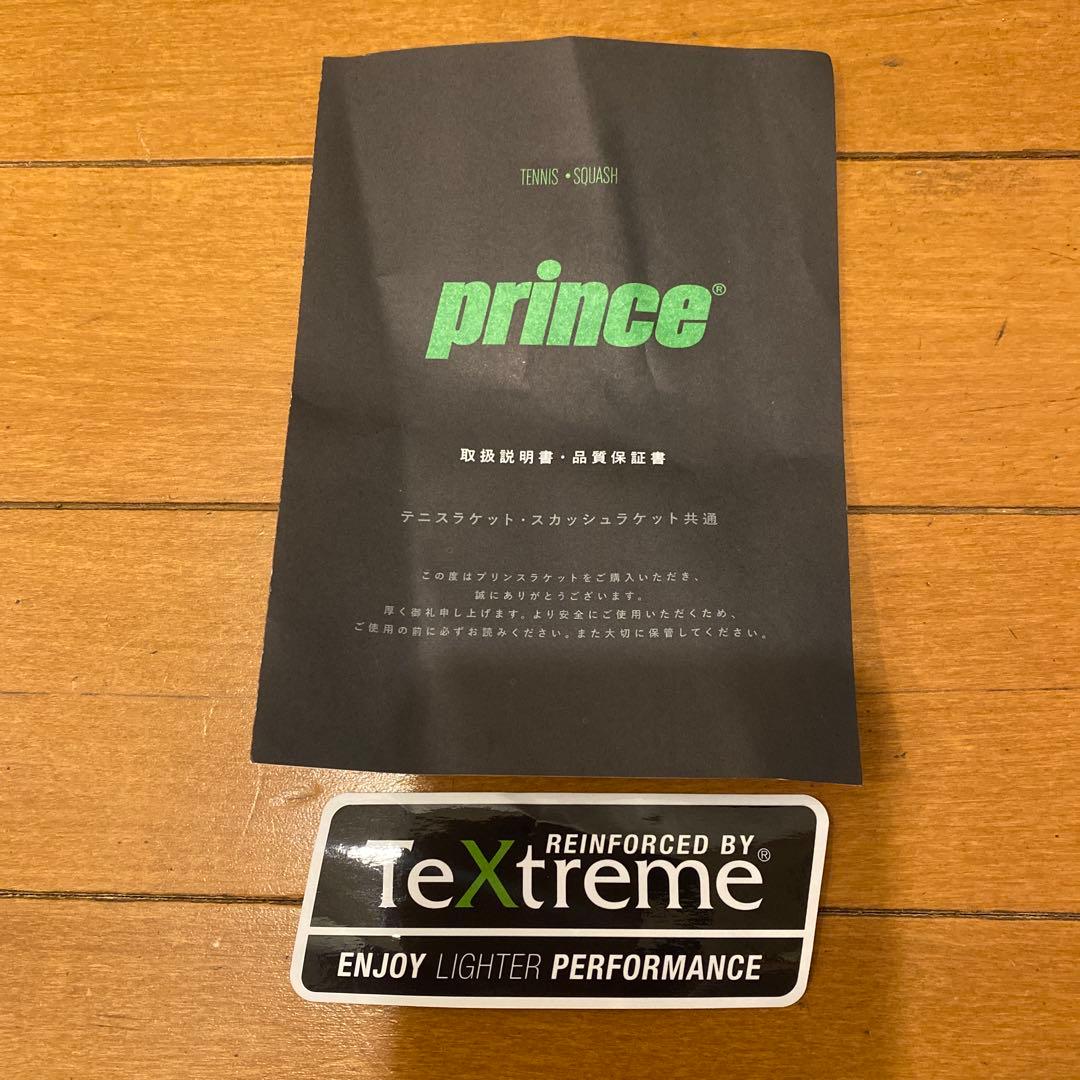 TENNIS・SQUASH
prince®
取扱説明書・品質保証書
テニスラケット・スカッシュラケット共通
この度はプリンスラケットをご購入いただき、
誠にありがとうございます。
厚く御礼申し上げます。より安全にご使用いただくため、
ご使用の前に必ずお読みください。また大切に保管してください。
REINFORCED BY
TeXtreme®
ENJOY LIGHTER PERFORMANCE